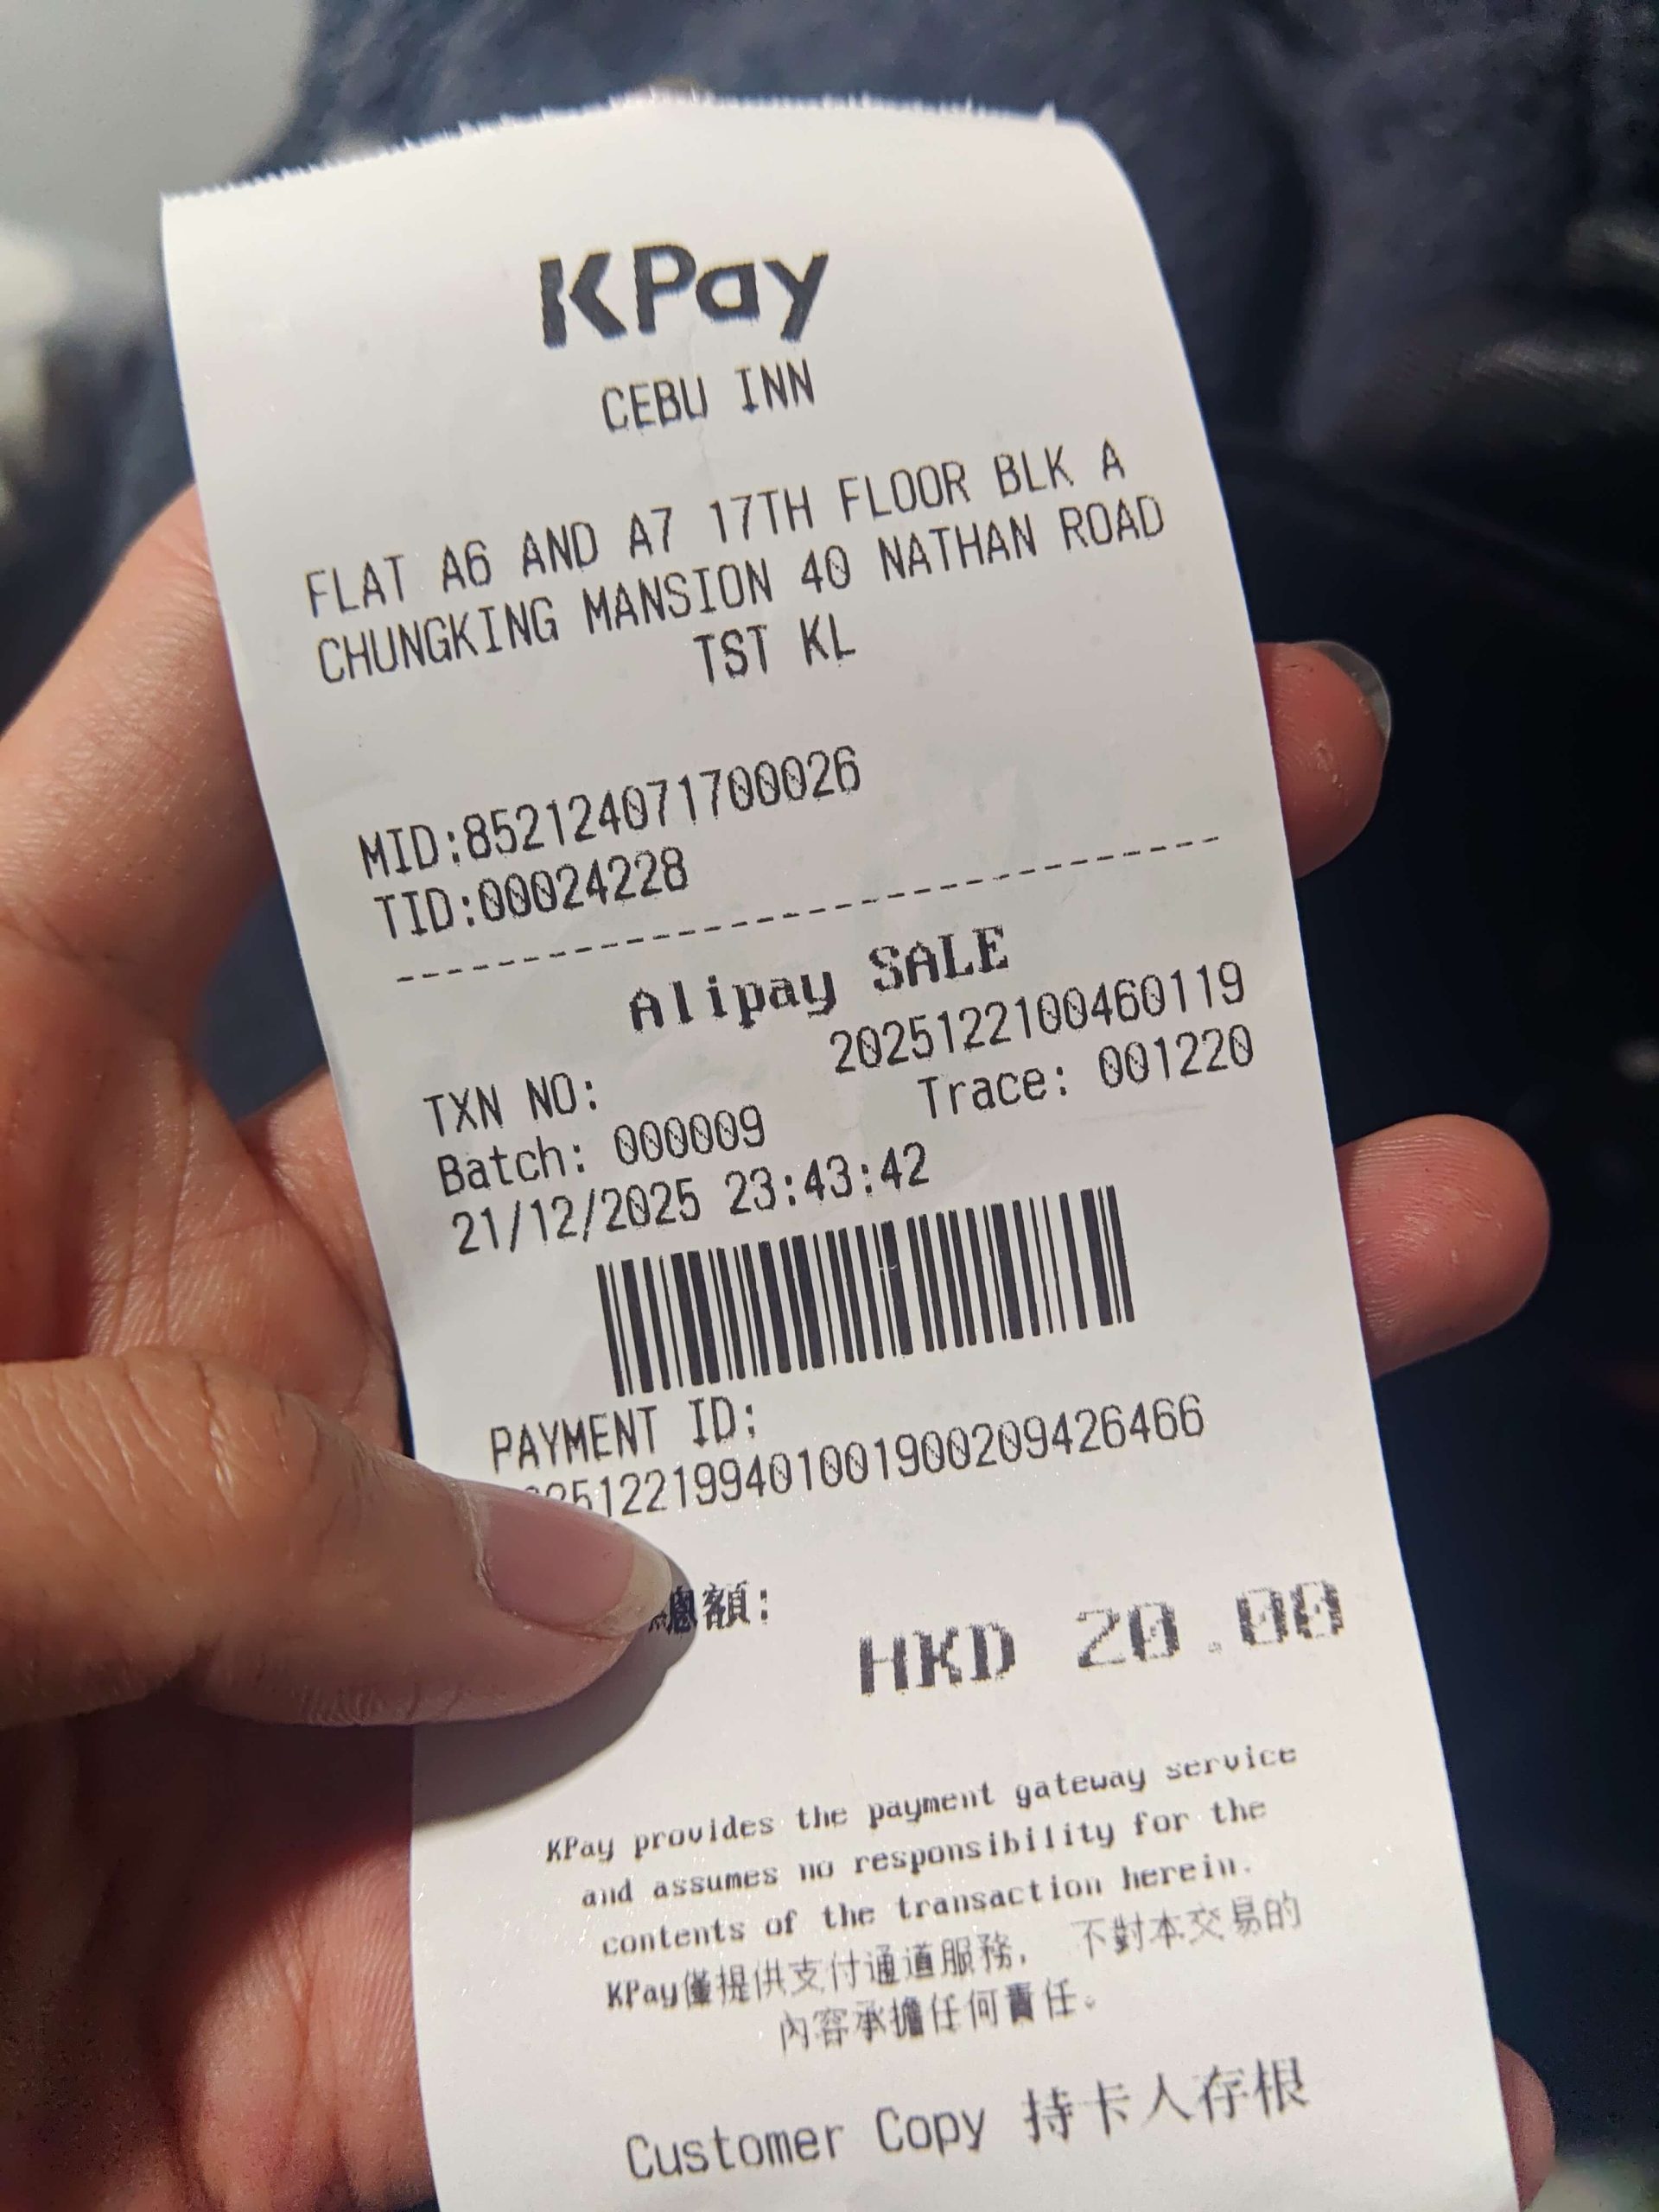 KPay
CEBU INN
FLAT A6 AND A7 17TH FLOOR BLK A
CHUNGKING MANSION 40 NATHAN ROAD
TST KL
MID:852124071700026
TID:00024228
Alipay SALE
TXN NO: 2025122100460119
Batch: 000009 Trace: 001220
21/12/2025 23:43:42
PAYMENT ID:
25122199401001900209426466
總額:
HKD 20.00
KPay provides the payment gateway service
and assumes no responsibility for the
contents of the transaction herein.
KPay僅提供支付通道服務, 不對本交易的
內容承擔任何責任。
Customer Copy 持卡人存根